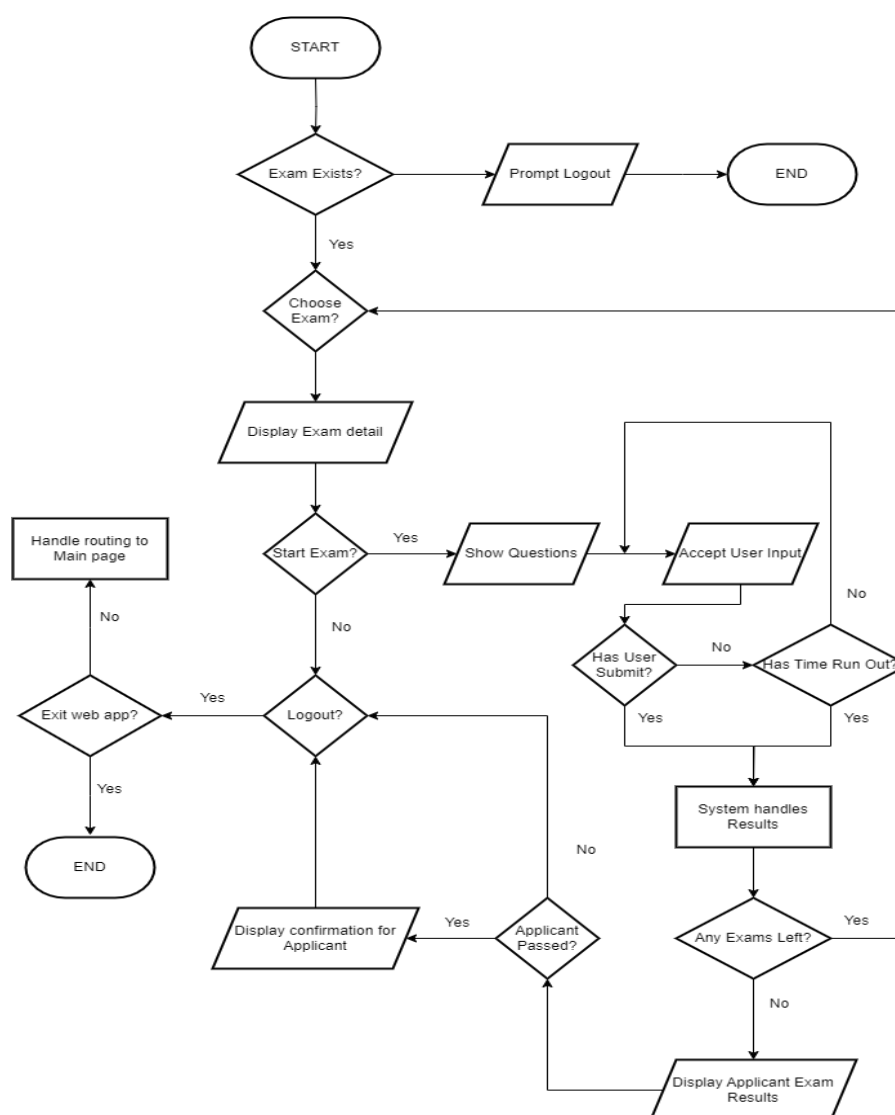 START
Exam Exists?
Prompt Logout
END
Yes
Choose
Exam?
Display Exam detail
Handle routing to
Main page
Start Exam?
Yes
Show Questions
Accept User Input
No
No
No
Has User
Submit?
No
Has Time Run Out?
Exit web app?
Yes
Logout?
Yes
Yes
Yes
System handles
Results
END
No
Display confirmation for
Applicant
Yes
Applicant
Passed?
Any Exams Left?
Yes
No
Display Applicant Exam
Results